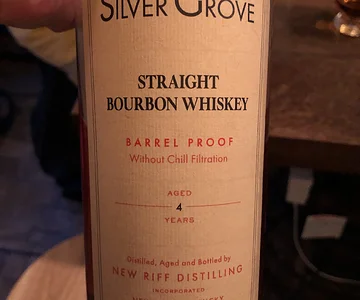 SILVER GROVE
STRAIGHT
BOURBON WHISKEY
BARREL PROOF
Without Chill Filtration
AGED
4
YEARS
Distilled, Aged and Bottled by
NEW RIFF DISTILLING
INCORPORATED